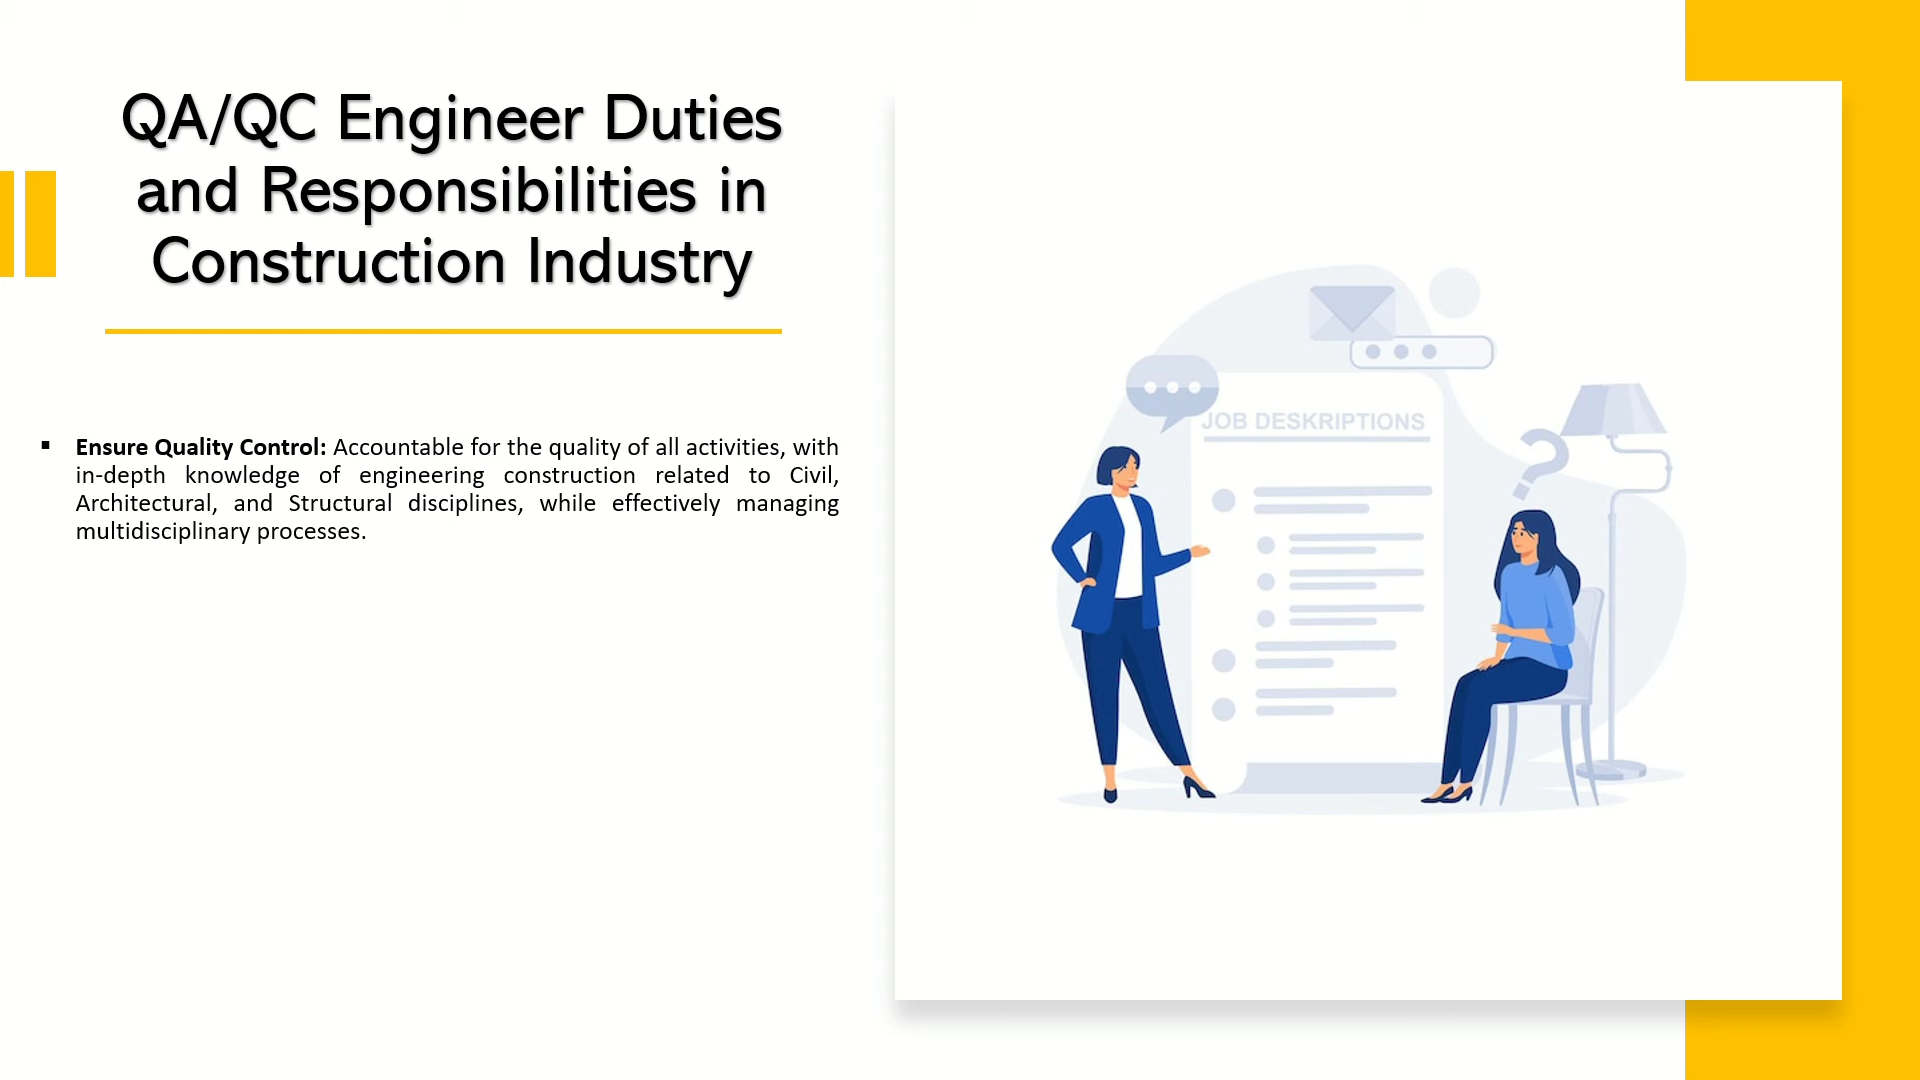 QA/QC Engineer Duties
and Responsibilities in
Construction Industry
▪ Ensure Quality Control: Accountable for the quality of all activities, with
in-depth knowledge of engineering construction related to Civil,
Architectural, and Structural disciplines, while effectively managing
multidisciplinary processes.
JOB DESKRIPTIONS